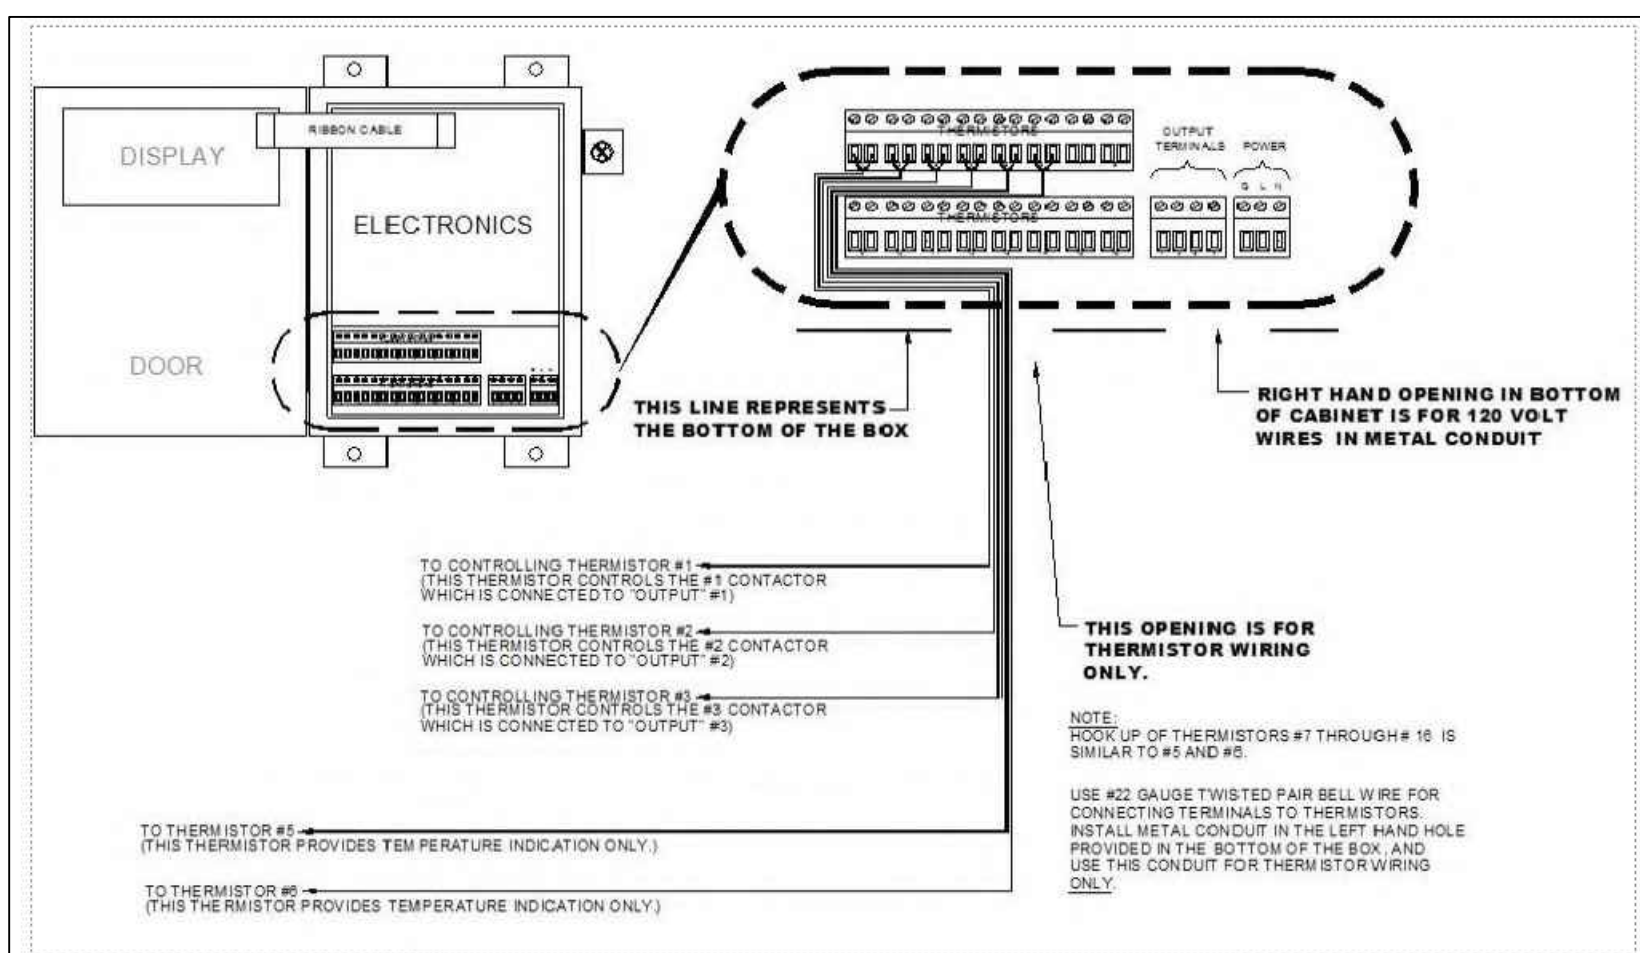 RIBBON CABLE
DISPLAY
ELECTRONICS
DOOR
THERMISTORS
THERMISTORS
OUTPUT
TERMINALS
POWER
G L N
THIS LINE REPRESENTS
THE BOTTOM OF THE BOX
RIGHT HAND OPENING IN BOTTOM
OF CABINET IS FOR 120 VOLT
WIRES IN METAL CONDUIT
TO CONTROLLING THERMISTOR #1
(THIS THERMISTOR CONTROLS THE #1 CONTACTOR
WHICH IS CONNECTED TO "OUTPUT" #1)
TO CONTROLLING THERMISTOR #2
(THIS THERMISTOR CONTROLS THE #2 CONTACTOR
WHICH IS CONNECTED TO "OUTPUT" #2)
TO CONTROLLING THERMISTOR #3
(THIS THERMISTOR CONTROLS THE #3 CONTACTOR
WHICH IS CONNECTED TO "OUTPUT" #3)
THIS OPENING IS FOR
THERMISTOR WIRING
ONLY.
NOTE:
HOOK UP OF THERMISTORS #7 THROUGH # 16 IS
SIMILAR TO #5 AND #6.
USE #22 GAUGE TWISTED PAIR BELL WIRE FOR
CONNECTING TERMINALS TO THERMISTORS.
INSTALL METAL CONDUIT IN THE LEFT HAND HOLE
PROVIDED IN THE BOTTOM OF THE BOX, AND
USE THIS CONDUIT FOR THERMISTOR WIRING
ONLY.
TO THERMISTOR #5
(THIS THERMISTOR PROVIDES TEMPERATURE INDICATION ONLY.)
TO THERMISTOR #6
(THIS THERMISTOR PROVIDES TEMPERATURE INDICATION ONLY.)